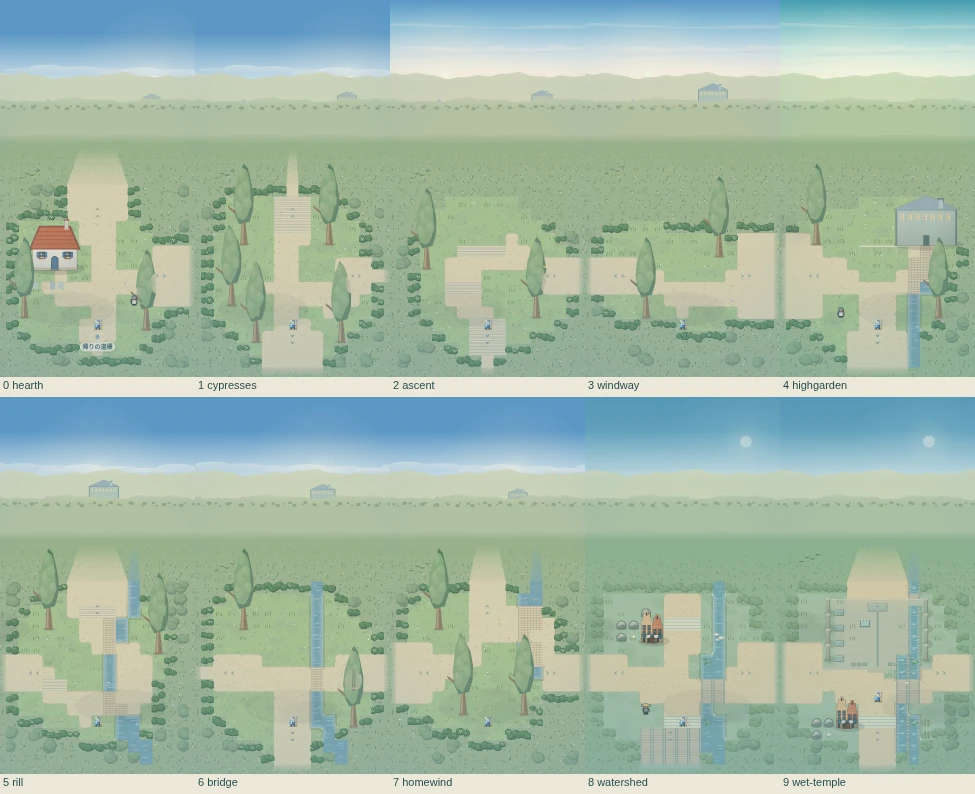 帰りの道標
0 hearth
1 cypresses
2 ascent
3 windway
4 highgarden
5 rill
6 bridge
7 homewind
8 watershed
9 wet-temple